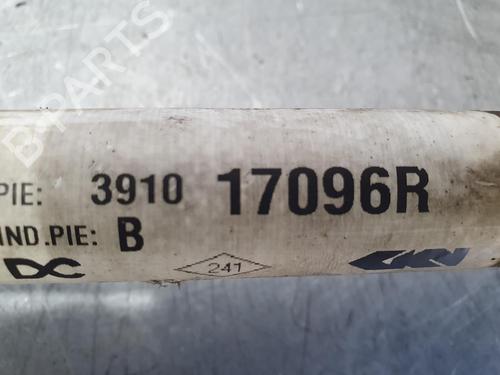 B-PARTS
PIE: 3910 17096R
IND.PIE: B
DC 241 GKN